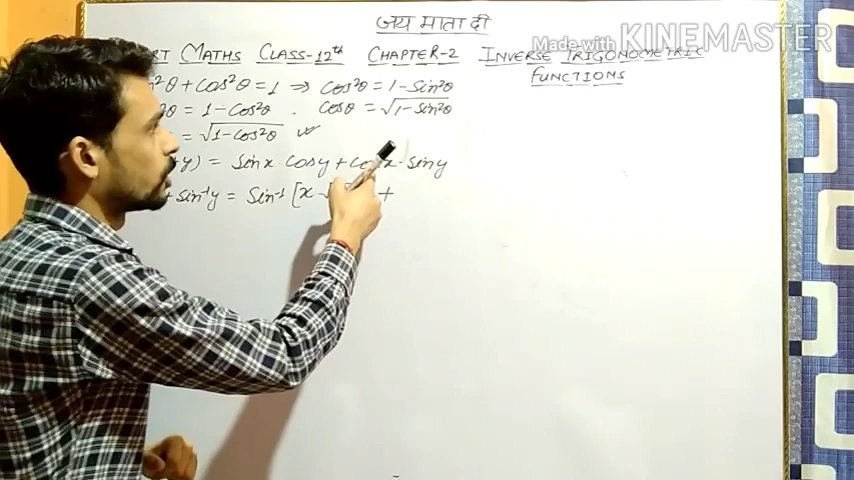 जय माता दी
Made with KINEMASTER
MATHS CLASS-12th CHAPTER-2 INVERSE TRIGONOMETRIC
FUNCTIONS
θ + cos²θ = 1 ⇒ cos²θ = 1 - sin²θ
= 1 - cos²θ . cosθ = √1 - sin²θ
= √1 - cos²θ
y) = sinx . cosy + x . siny
+ sin⁻¹y = sin⁻¹ [x +